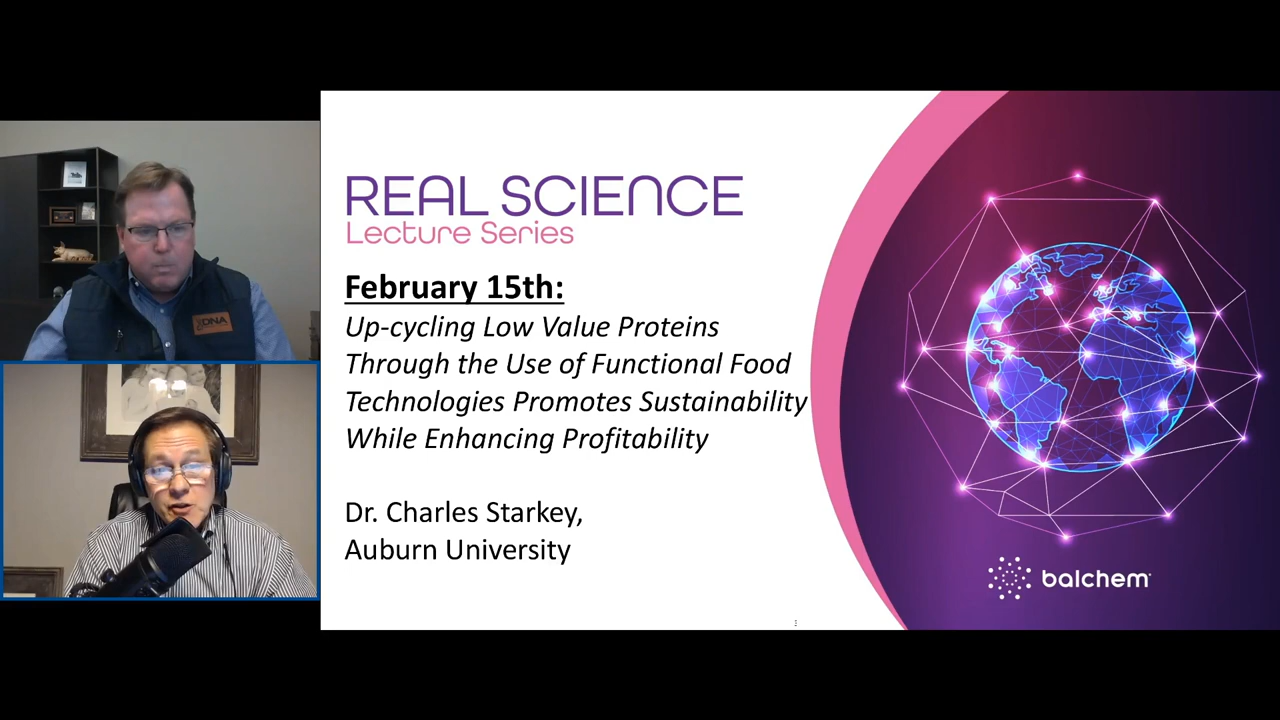 REAL SCIENCE
Lecture Series
February 15th:
Up-cycling Low Value Proteins
Through the Use of Functional Food
Technologies Promotes Sustainability
While Enhancing Profitability
Dr. Charles Starkey,
Auburn University
balchem
DNA